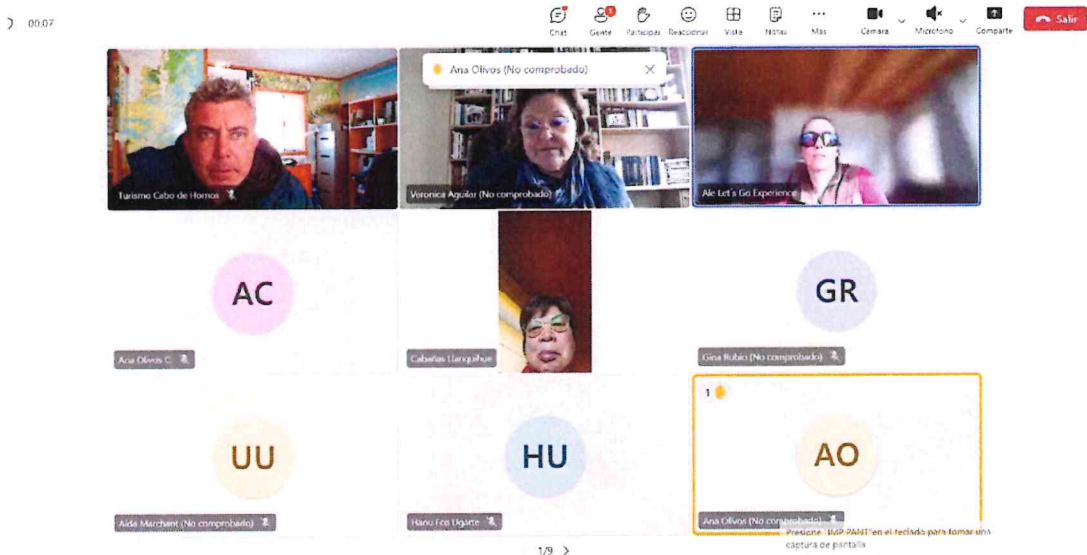 00:07
Chat Gente Participar Reaccionar Vista Notas Más Cámara Micrófono Comparte Salir
1
Ana Olivos (No comprobado)
Turismo Cabo de Hornos
Veronica Aguilar (No comprobado)
Ale Let's Go Experience
AC
GR
Ana Olivos C.
Cabañas Llanquihue
Gina Rubio (No comprobado)
1
UU
HU
AO
Aida Marchant (No comprobado)
Hanu Fco Ugarte
Ana Olivos (No comprobado)
Presione "IMP PANT" en el teclado para tomar una
captura de pantalla
1/9